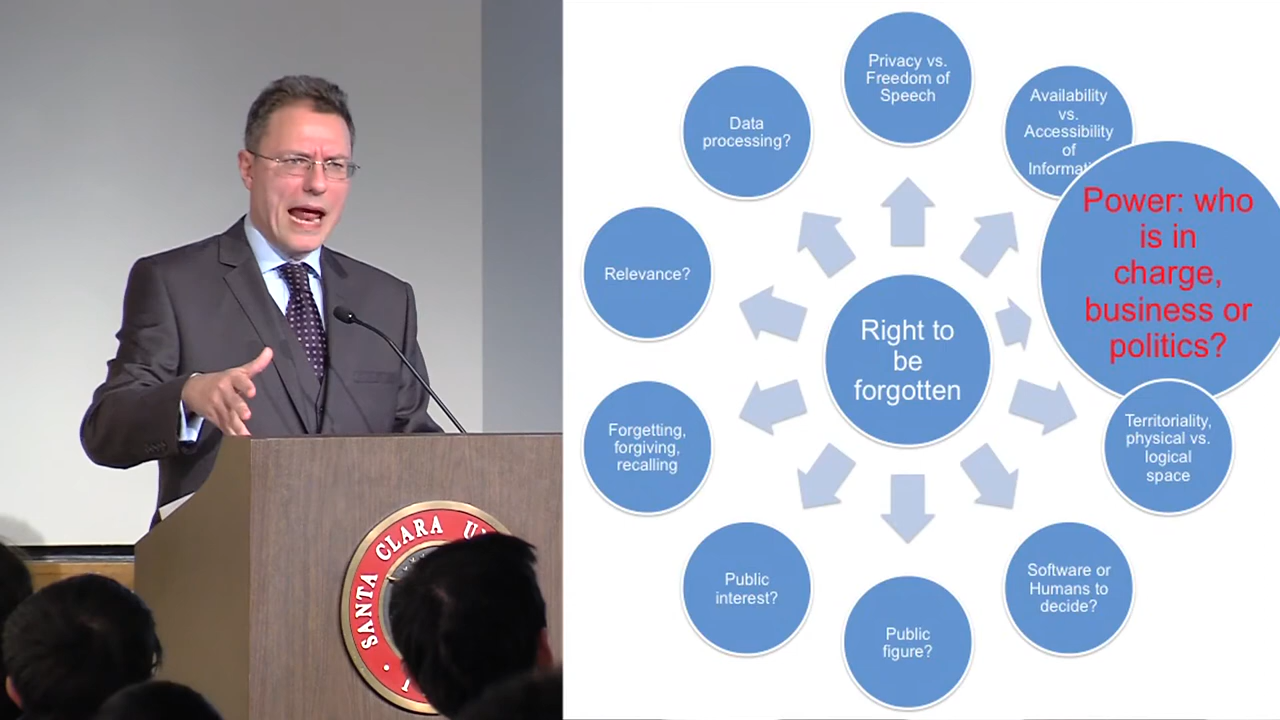 SANTA CLARA
Privacy vs.
Freedom of
Speech
Availability
vs.
Accessibility
of
Power: who
is in
charge,
business or
politics?
Territoriality,
physical vs.
logical
space
Software or
Humans to
decide?
Public
figure?
Public
interest?
Forgetting,
forgiving,
recalling
Relevance?
Data
processing?
Right to
be
forgotten